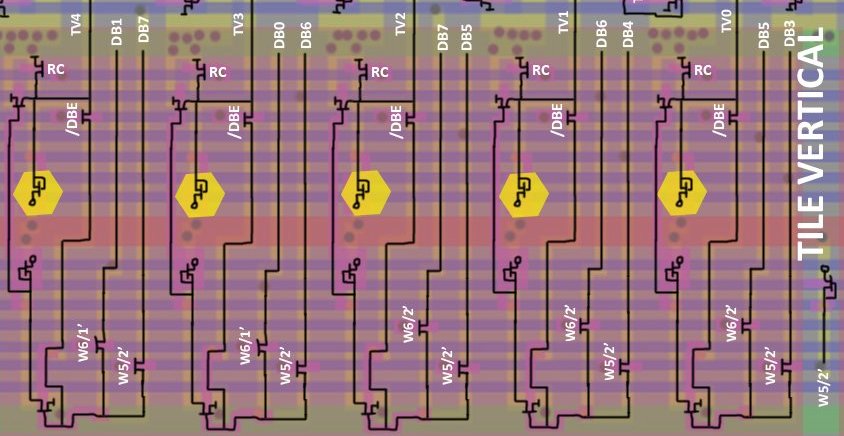 TV4 DB1 DB7 TV3 DB0 DB6 TV2 DB7 DB5 TV1 DB6 DB4 TV0 DB5 DB3
RC RC RC RC RC
/DBE /DBE /DBE /DBE /DBE
TILE VERTICAL
W6/1' W6/1' W6/2' W6/2' W6/2'
W5/2' W5/2' W5/2' W5/2' W5/2' W5/2'